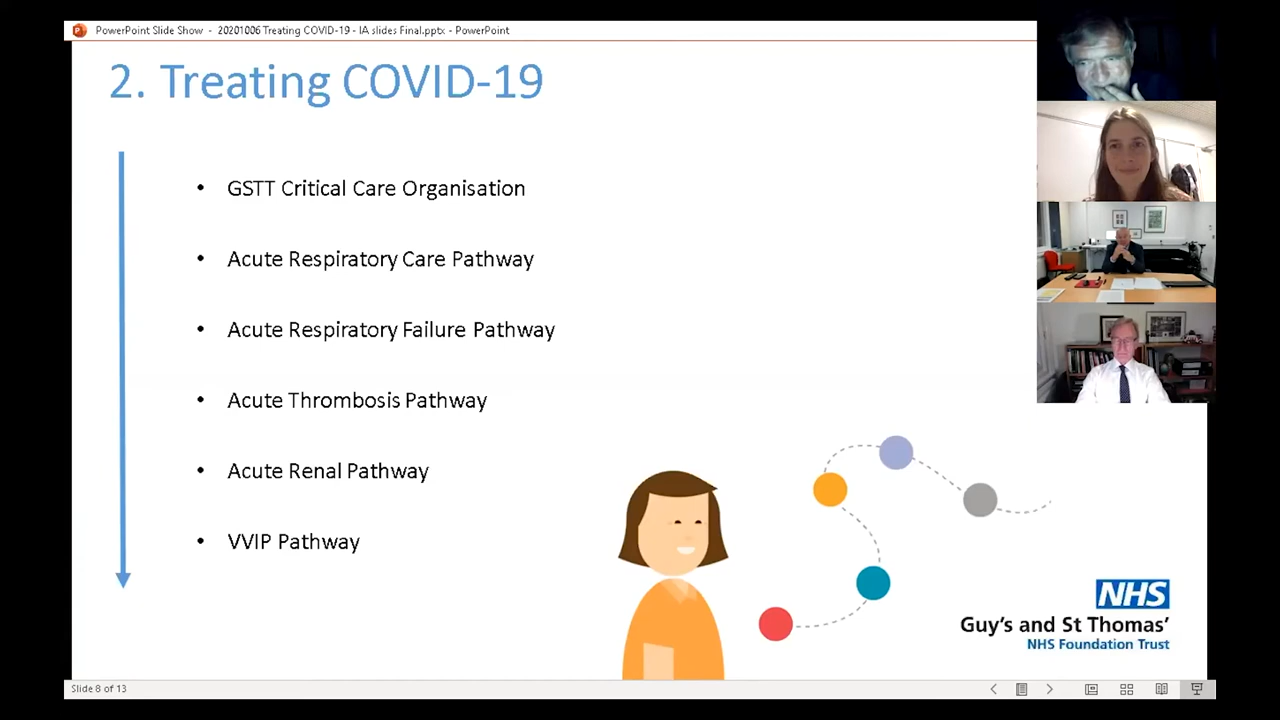 PowerPoint Slide Show - 20201006 Treating COVID-19 - IA slides Final.pptx - PowerPoint
2. Treating COVID-19
• GSTT Critical Care Organisation
• Acute Respiratory Care Pathway
• Acute Respiratory Failure Pathway
• Acute Thrombosis Pathway
• Acute Renal Pathway
• VVIP Pathway
NHS
Guy's and St Thomas'
NHS Foundation Trust
Slide 8 of 13